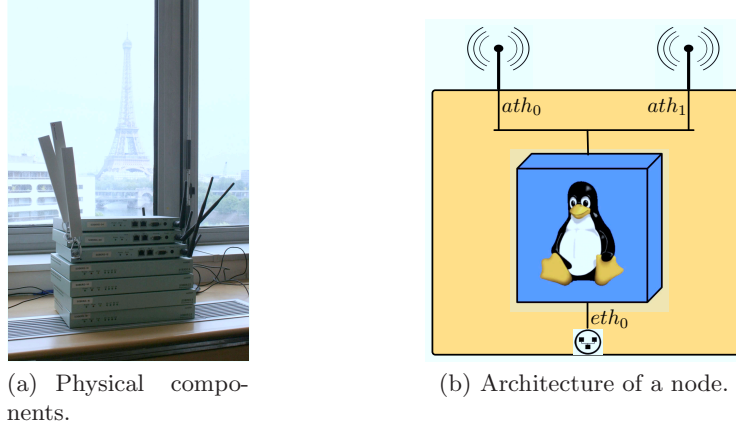 ath0
ath1
eth0
(a) Physical compo-
nents.
(b) Architecture of a node.